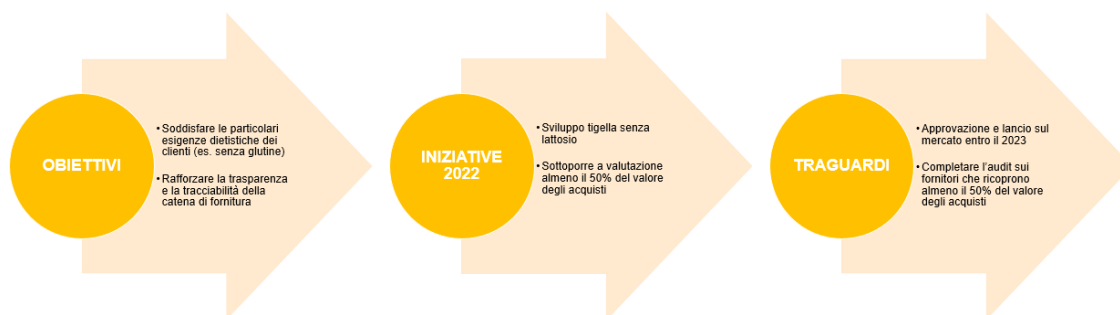 OBIETTIVI
• Soddisfare le particolari
esigenze dietistiche dei
clienti (es. senza glutine)
• Rafforzare la trasparenza
e la tracciabilità della
catena di fornitura
INIZIATIVE
2022
• Sviluppo tigella senza
lattosio
• Sottoporre a valutazione
almeno il 50% del valore
degli acquisti
TRAGUARDI
• Approvazione e lancio sul
mercato entro il 2023
• Completare l'audit sui
fornitori che ricoprono
almeno il 50% del valore
degli acquisti